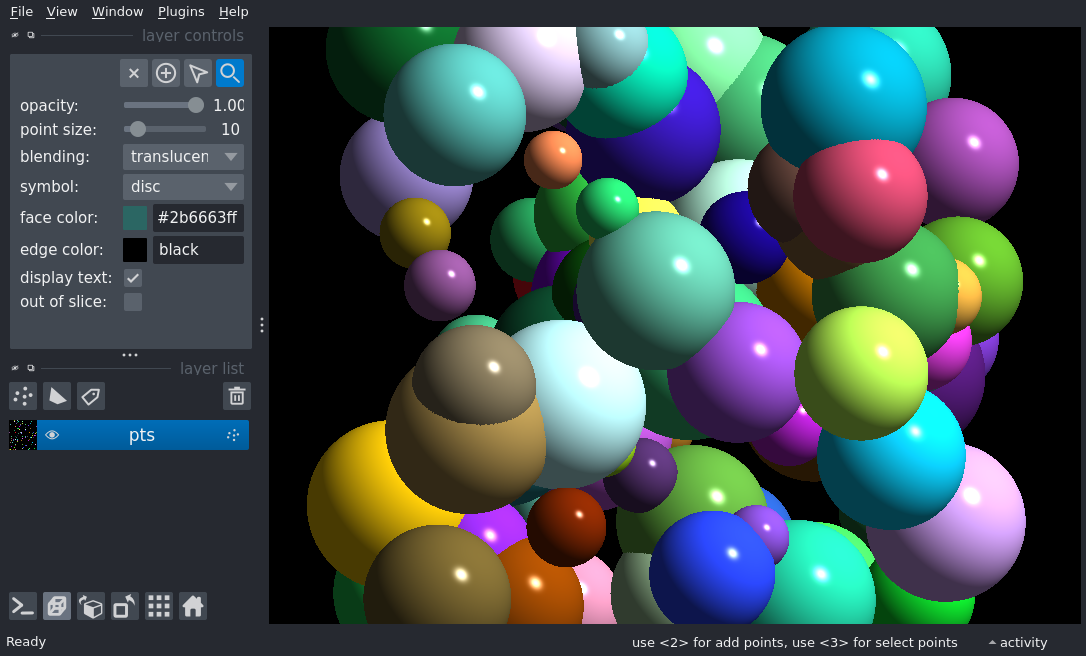 File View Window Plugins Help
layer controls
opacity: 1.00
point size: 10
blending: translucen
symbol: disc
face color: #2b6663ff
edge color: black
display text:
out of slice:
layer list
pts
Ready
use <2> for add points, use <3> for select points
activity